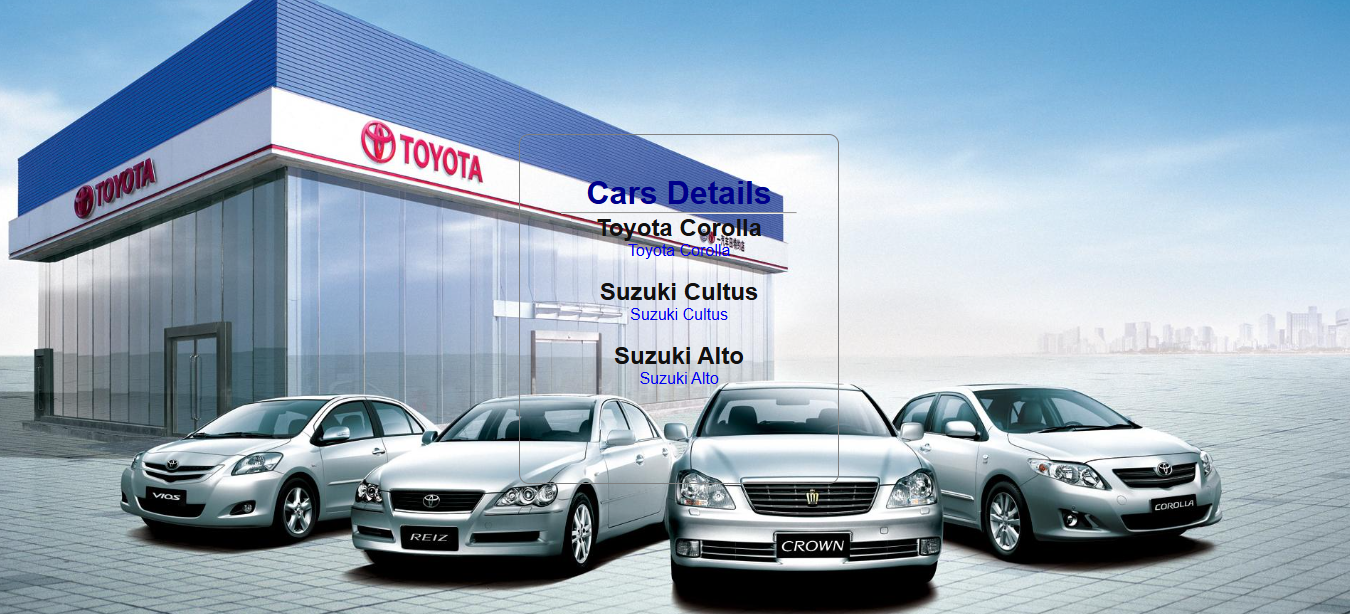 TOYOTA
TOYOTA
Cars Details
Toyota Corolla
Toyota Corolla
Suzuki Cultus
Suzuki Cultus
Suzuki Alto
Suzuki Alto
VIOS
REIZ
CROWN
COROLLA